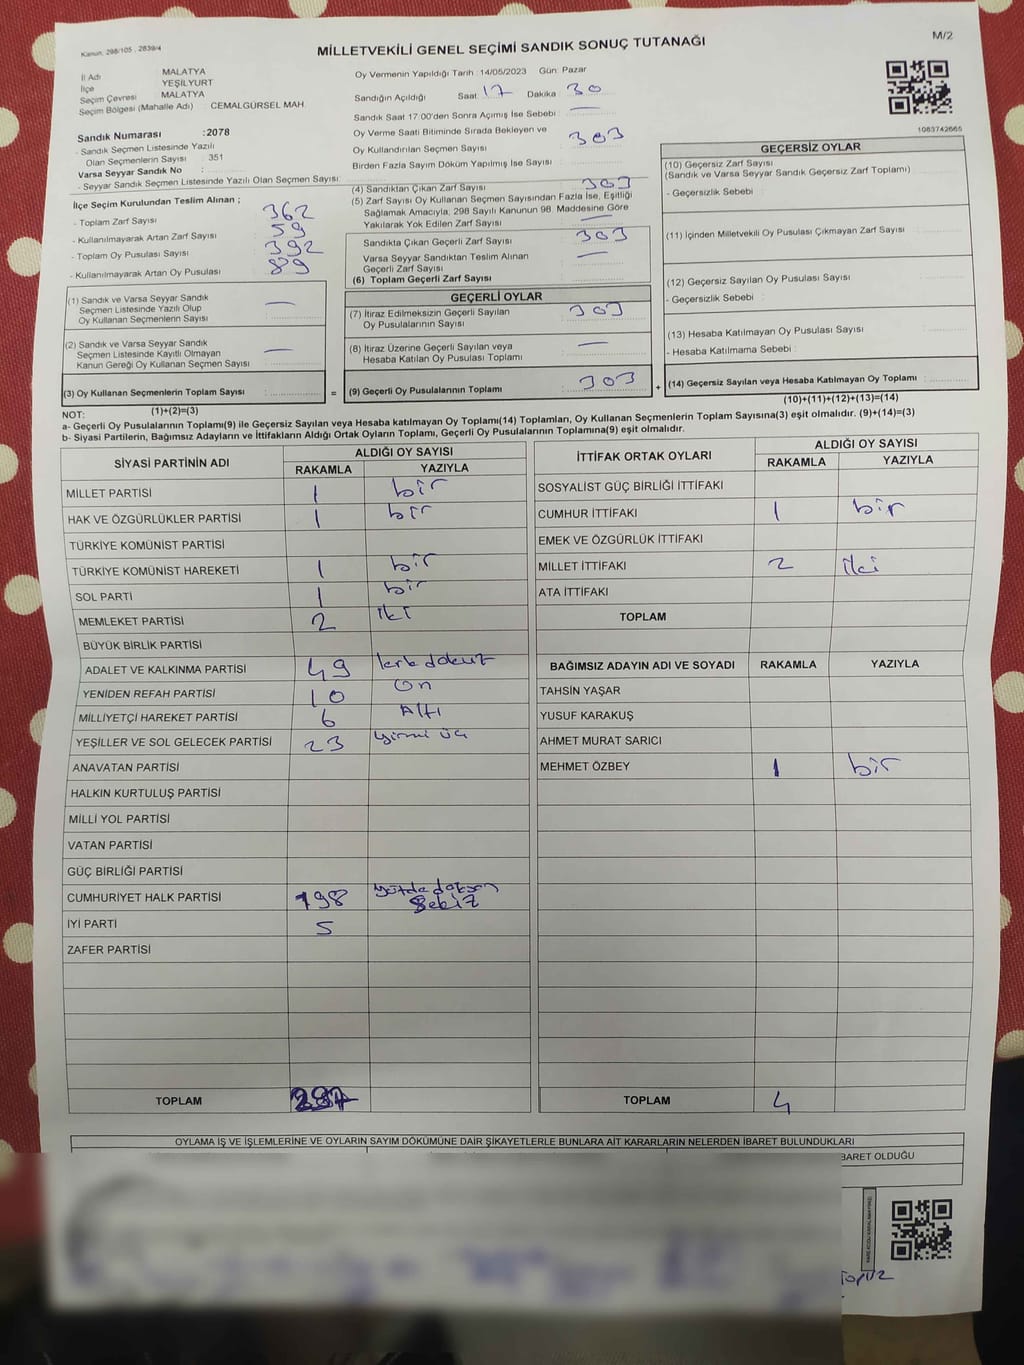 Kanun: 298/105 , 2839/4
MİLLETVEKİLİ GENEL SEÇİMİ SANDIK SONUÇ TUTANAĞI
M/2
İl Adı MALATYA
İlçe YEŞİLYURT
Seçim Çevresi MALATYA
Seçim Bölgesi (Mahalle Adı) : CEMALGÜRSEL MAH.
Sandık Numarası :2078
- Sandık Seçmen Listesinde Yazılı
Olan Seçmenlerin Sayısı : 351
Varsa Seyyar Sandık No :
- Seyyar Sandık Seçmen Listesinde Yazılı Olan Seçmen Sayısı:
Oy Vermenin Yapıldığı Tarih : 14/05/2023 Gün: Pazar
Sandığın Açıldığı Saat: 17 Dakika 30
Sandık Saat 17:00'den Sonra Açımış İse Sebebi : —
Oy Verme Saati Bitiminde Sırada Bekleyen ve
Oy Kullandırılan Seçmen Sayısı : 303
Birden Fazla Sayım Döküm Yapılmış İse Sayısı :
1083742665
İlçe Seçim Kurulundan Teslim Alınan ;
- Toplam Zarf Sayısı : 362
- Kullanılmayarak Artan Zarf Sayısı : 59
- Toplam Oy Pusulası Sayısı : 392
- Kullanılmayarak Artan Oy Pusulası : 89
(4) Sandıktan Çıkan Zarf Sayısı : 303
(5) Zarf Sayısı Oy Kullanan Seçmen Sayısından Fazla İse, Eşitliği
Sağlamak Amacıyla; 298 Sayılı Kanunun 98. Maddesine Göre
Yakılarak Yok Edilen Zarf Sayısı : —
Sandıkta Çıkan Geçerli Zarf Sayısı : 303
Varsa Seyyar Sandıktan Teslim Alınan
Geçerli Zarf Sayısı : —
(6) Toplam Geçerli Zarf Sayısı :
GEÇERSİZ OYLAR
(10) Geçersiz Zarf Sayısı
(Sandık ve Varsa Seyyar Sandık Geçersiz Zarf Toplamı) :
- Geçersizlik Sebebi :
(11) İçinden Milletvekili Oy Pusulası Çıkmayan Zarf Sayısı :
(12) Geçersiz Sayılan Oy Pusulası Sayısı :
- Geçersizlik Sebebi :
(13) Hesaba Katılmayan Oy Pusulası Sayısı :
- Hesaba Katılmama Sebebi :
(14) Geçersiz Sayılan veya Hesaba Katılmayan Oy Toplamı :
(10)+(11)+(12)+(13)=(14)
(1) Sandık ve Varsa Seyyar Sandık
Seçmen Listesinde Yazılı Olup
Oy Kullanan Seçmenlerin Sayısı : —
(2) Sandık ve Varsa Seyyar Sandık
Seçmen Listesinde Kayıtlı Olmayan
Kanun Gereği Oy Kullanan Seçmen Sayısı : —
(3) Oy Kullanan Seçmenlerin Toplam Sayısı :
(1)+(2)=(3)
=
GEÇERLİ OYLAR
(7) İtiraz Edilmeksizin Geçerli Sayılan
Oy Pusulalarının Sayısı : 303
(8) İtiraz Üzerine Geçerli Sayılan veya
Hesaba Katılan Oy Pusulası Toplamı : —
(9) Geçerli Oy Pusulalarının Toplamı : 303
+
NOT:
a- Geçerli Oy Pusulalarının Toplamı(9) ile Geçersiz Sayılan veya Hesaba katılmayan Oy Toplamı(14) Toplamları, Oy Kullanan Seçmenlerin Toplam Sayısına(3) eşit olmalıdır. (9)+(14)=(3)
b- Siyasi Partilerin, Bağımsız Adayların ve İttifakların Aldığı Ortak Oyların Toplamı, Geçerli Oy Pusulalarının Toplamına(9) eşit olmalıdır.
SİYASİ PARTİNİN ADI ALDIĞI OY SAYISI
RAKAMLA YAZIYLA
MİLLET PARTİSİ 1 bir
HAK VE ÖZGÜRLÜKLER PARTİSİ 1 bir
TÜRKİYE KOMÜNİST PARTİSİ
TÜRKİYE KOMÜNİST HAREKETİ 1 bir
SOL PARTİ 1 bir
MEMLEKET PARTİSİ 2 iki
BÜYÜK BİRLİK PARTİSİ
ADALET VE KALKINMA PARTİSİ 49 kırk dokuz
YENİDEN REFAH PARTİSİ 10 On
MİLLİYETÇİ HAREKET PARTİSİ 6 Altı
YEŞİLLER VE SOL GELECEK PARTİSİ 23 yirmi üç
ANAVATAN PARTİSİ
HALKIN KURTULUŞ PARTİSİ
MİLLİ YOL PARTİSİ
VATAN PARTİSİ
GÜÇ BİRLİĞİ PARTİSİ
CUMHURİYET HALK PARTİSİ 198 doksan
sekiz
İYİ PARTİ 5
ZAFER PARTİSİ
TOPLAM
İTTİFAK ORTAK OYLARI ALDIĞI OY SAYISI
RAKAMLA YAZIYLA
SOSYALİST GÜÇ BİRLİĞİ İTTİFAKI
CUMHUR İTTİFAKI 1 bir
EMEK VE ÖZGÜRLÜK İTTİFAKI
MİLLET İTTİFAKI 2 iki
ATA İTTİFAKI
TOPLAM
BAĞIMSIZ ADAYIN ADI VE SOYADI RAKAMLA YAZIYLA
TAHSİN YAŞAR
YUSUF KARAKUŞ
AHMET MURAT SARICI
MEHMET ÖZBEY 1 bir
TOPLAM 4
OYLAMA İŞ VE İŞLEMLERİNE VE OYLARIN SAYIM DÖKÜMÜNE DAİR ŞİKAYETLERLE BUNLARA AİT KARARLARIN NELERDEN İBARET BULUNDUKLARI
BARET OLDUĞU